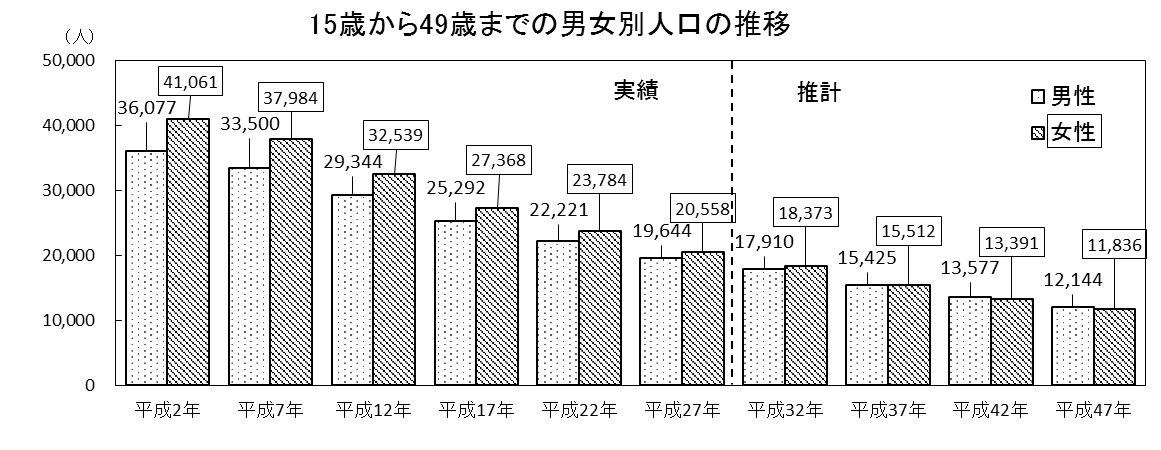 15歳から49歳までの男女別人口の推移
(人)
50,000
40,000
30,000
20,000
10,000
0
実績
推計
男性
女性
36,077
41,061
33,500
37,984
29,344
32,539
25,292
27,368
22,221
23,784
19,644
20,558
17,910
18,373
15,425
15,512
13,577
13,391
12,144
11,836
平成2年
平成7年
平成12年
平成17年
平成22年
平成27年
平成32年
平成37年
平成42年
平成47年